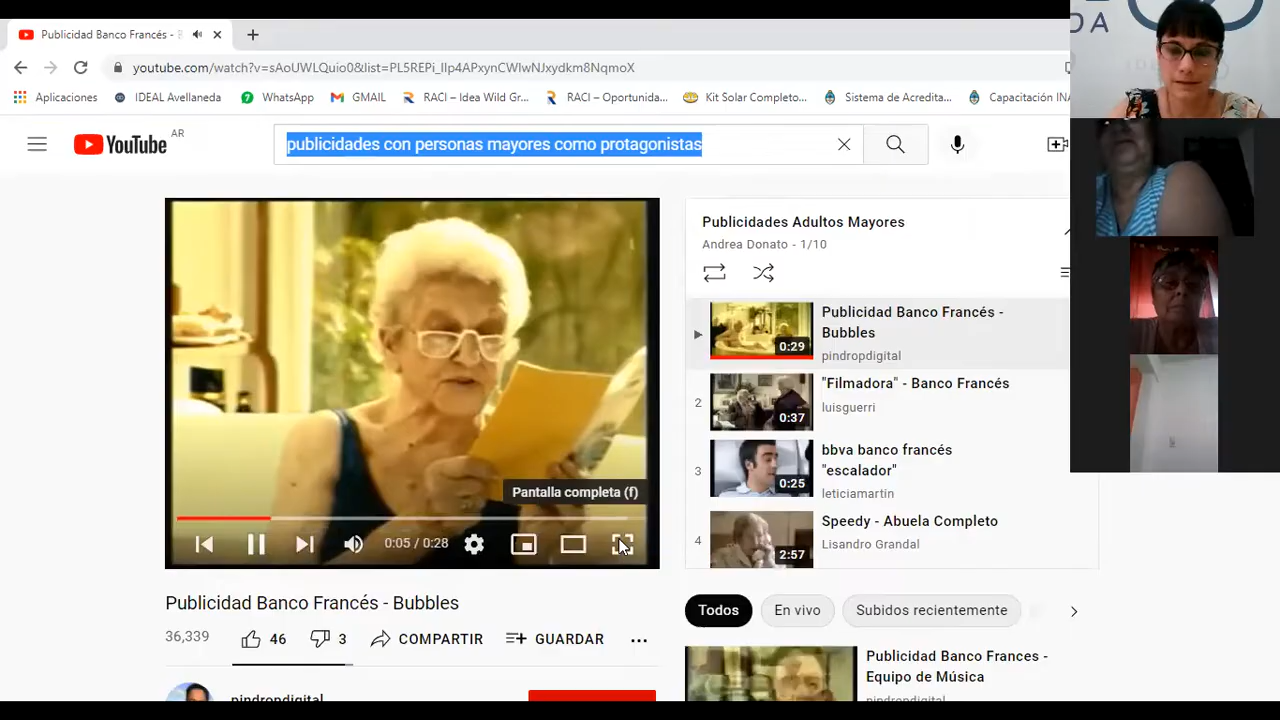 Publicidad Banco Francés - B
youtube.com/watch?v=sAoUWLQuio0&list=PL5REPi_lIp4APxynCWIwNJxydkm8NqmoX
Aplicaciones
IDEAL Avellaneda
WhatsApp
GMAIL
RACI – Idea Wild Gr...
RACI – Oportunida...
Kit Solar Completo...
Sistema de Acredita...
Capacitación INA
DA
YouTube AR
publicidades con personas mayores como protagonistas
Pantalla completa (f)
0:05 / 0:28
Publicidad Banco Francés - Bubbles
36,339
46
3
COMPARTIR
GUARDAR
pindropdigital
Publicidades Adultos Mayores
Andrea Donato - 1/10
0:29
Publicidad Banco Francés -
Bubbles
pindropdigital
2
0:37
"Filmadora" - Banco Francés
luisguerri
3
0:25
bbva banco francés
"escalador"
leticiamartin
4
2:57
Speedy - Abuela Completo
Lisandro Grandal
Todos
En vivo
Subidos recientemente
Publicidad Banco Frances -
Equipo de Música
pindropdigital